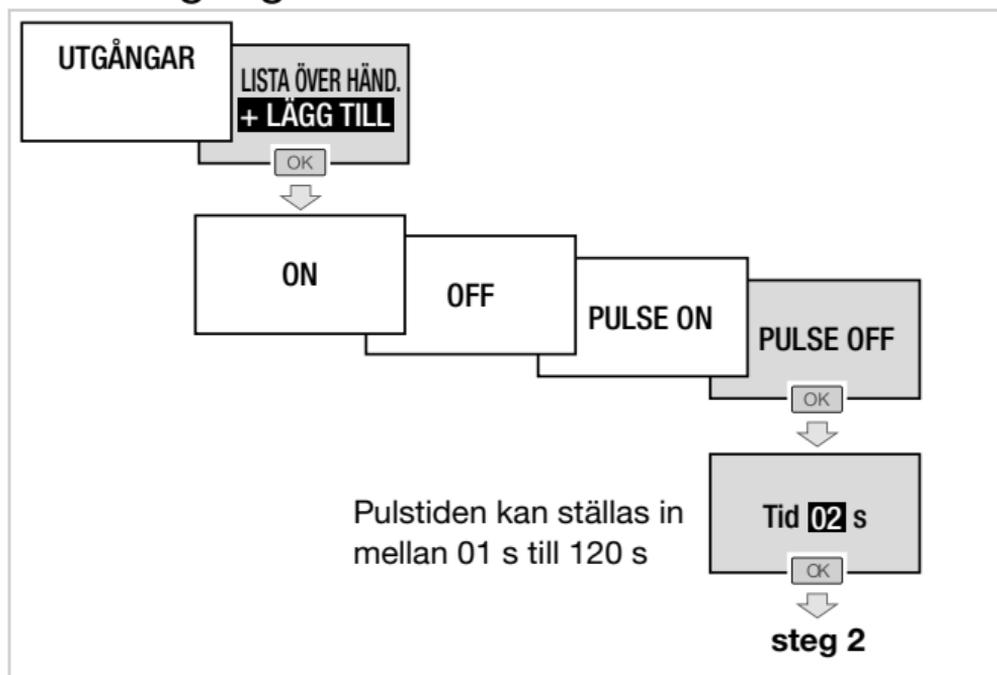 UTGÅNGAR
LISTA ÖVER HÄND.
+ LÄGG TILL
OK
ON
OFF
PULSE ON
PULSE OFF
OK
Pulstiden kan ställas in
mellan 01 s till 120 s
Tid 02 s
OK
steg 2